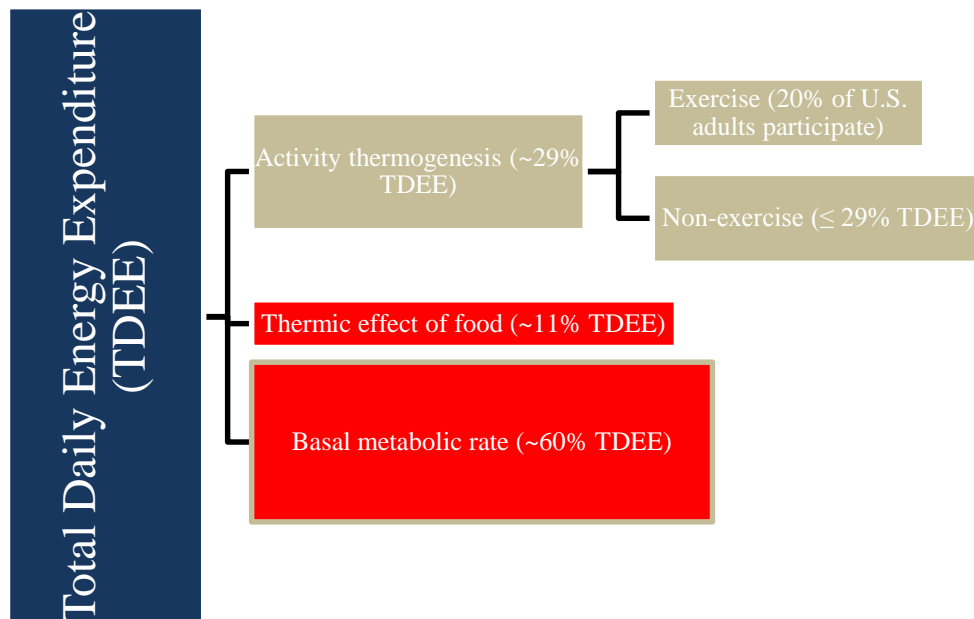 Total Daily Energy Expenditure
(TDEE)
Activity thermogenesis (~29%
TDEE)
Exercise (20% of U.S.
adults participate)
Non-exercise (≤ 29% TDEE)
Thermic effect of food (~11% TDEE)
Basal metabolic rate (~60% TDEE)